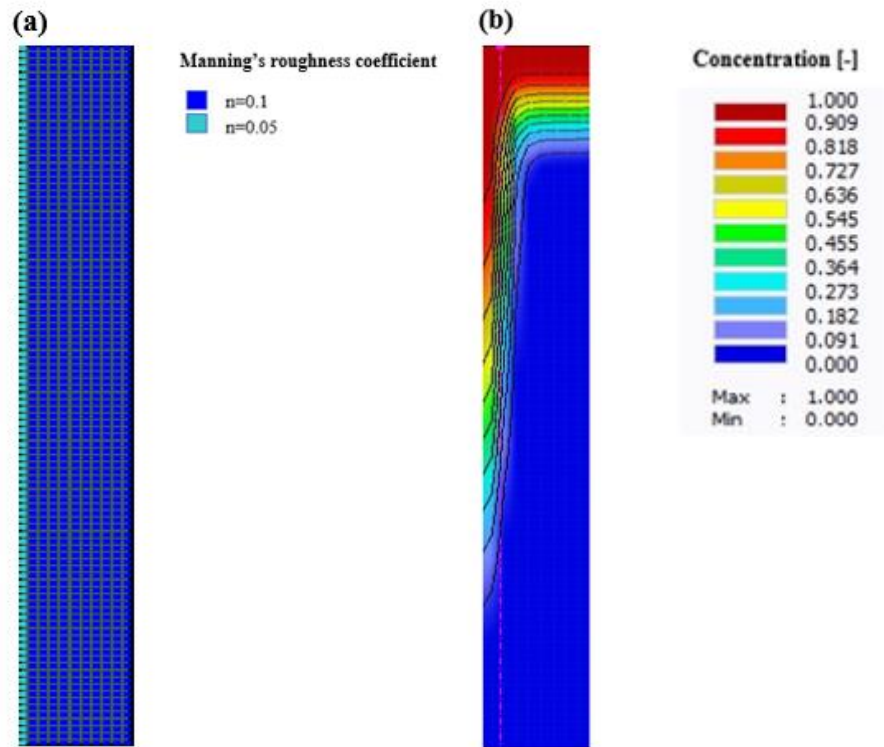 (a)
Manning's roughness coefficient
n=0.1
n=0.05
(b)
Concentration [-]
1.000
0.909
0.818
0.727
0.636
0.545
0.455
0.364
0.273
0.182
0.091
0.000
Max : 1.000
Min : 0.000